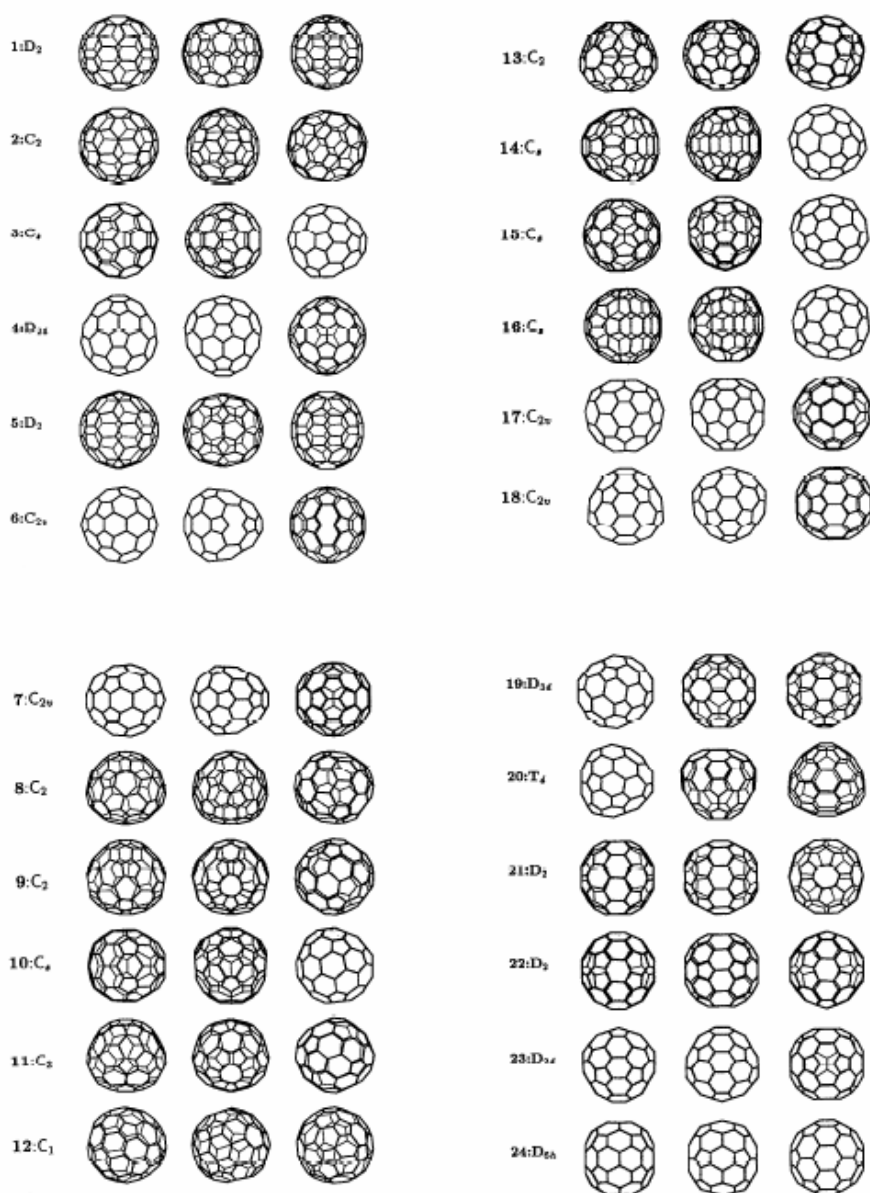 1:D₂
2:C₂
3:Cₛ
4:D₂d
5:D₂
6:C₂ᵥ
7:C₂ᵥ
8:C₂
9:C₂
10:Cₛ
11:C₂
12:C₁
13:C₂
14:Cₛ
15:Cₛ
16:Cₛ
17:C₂ᵥ
18:C₂ᵥ
19:D₃d
20:Td
21:D₂
22:D₂
23:D₂d
24:D₆ₕ